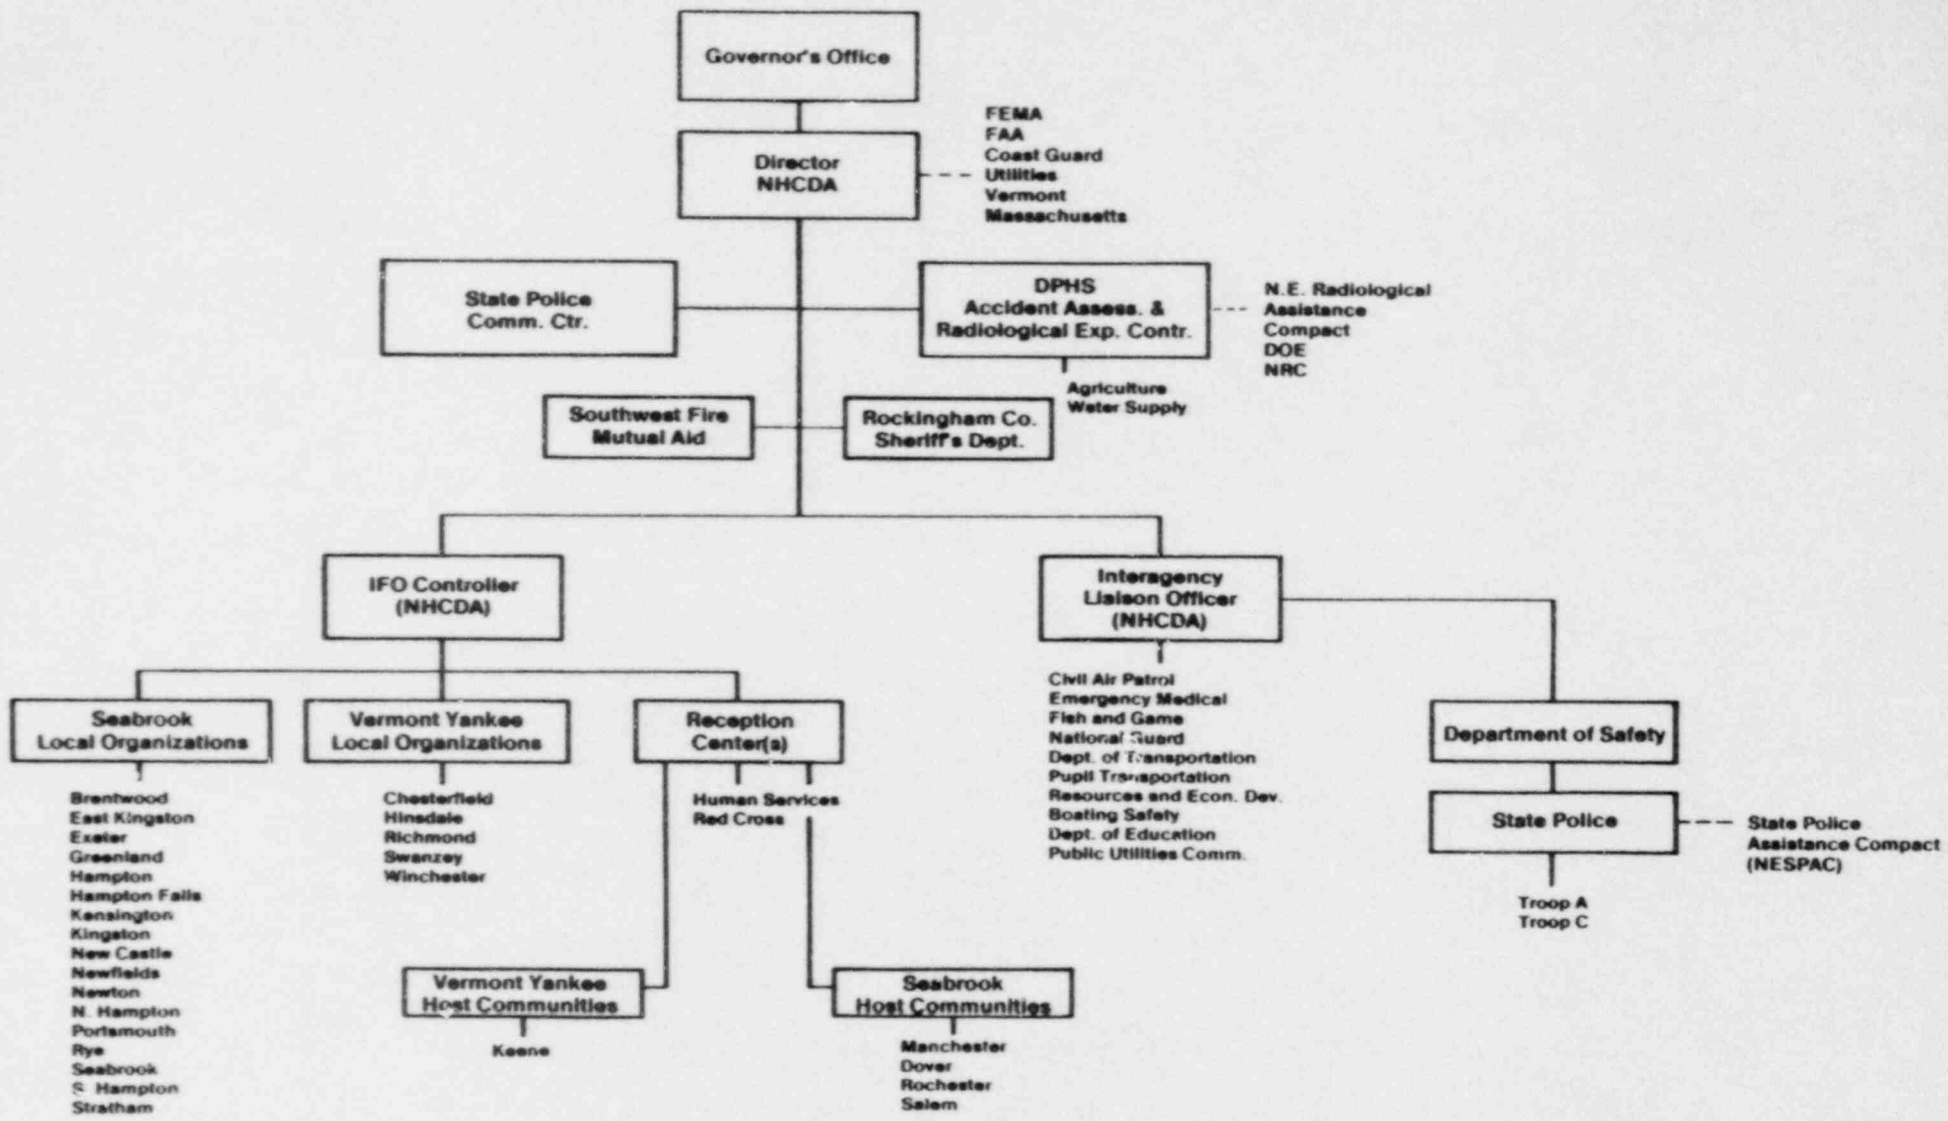 Governor's Office
Director
NHCDA
FEMA
FAA
Coast Guard
Utilities
Vermont
Massachusetts
State Police
Comm. Ctr.
DPHS
Accident Assess. &
Radiological Exp. Contr.
N.E. Radiological
Assistance
Compact
DOE
NRC
Agriculture
Water Supply
Southwest Fire
Mutual Aid
Rockingham Co.
Sheriff's Dept.
IFO Controller
(NHCDA)
Interagency
Liaison Officer
(NHCDA)
Seabrook
Local Organizations
Brentwood
East Kingston
Exeter
Greenland
Hampton
Hampton Falls
Kensington
Kingston
New Castle
Newfields
Newton
N. Hampton
Portsmouth
Rye
Seabrook
S. Hampton
Stratham
Vermont Yankee
Local Organizations
Chesterfield
Hinsdale
Richmond
Swanzey
Winchester
Reception
Center(s)
Human Services
Red Cross
Vermont Yankee
Host Communities
Keene
Seabrook
Host Communities
Manchester
Dover
Rochester
Salem
Civil Air Patrol
Emergency Medical
Fish and Game
National Guard
Dept. of Transportation
Pupil Transportation
Resources and Econ. Dev.
Boating Safety
Dept. of Education
Public Utilities Comm.
Department of Safety
State Police
State Police
Assistance Compact
(NESPAC)
Troop A
Troop C